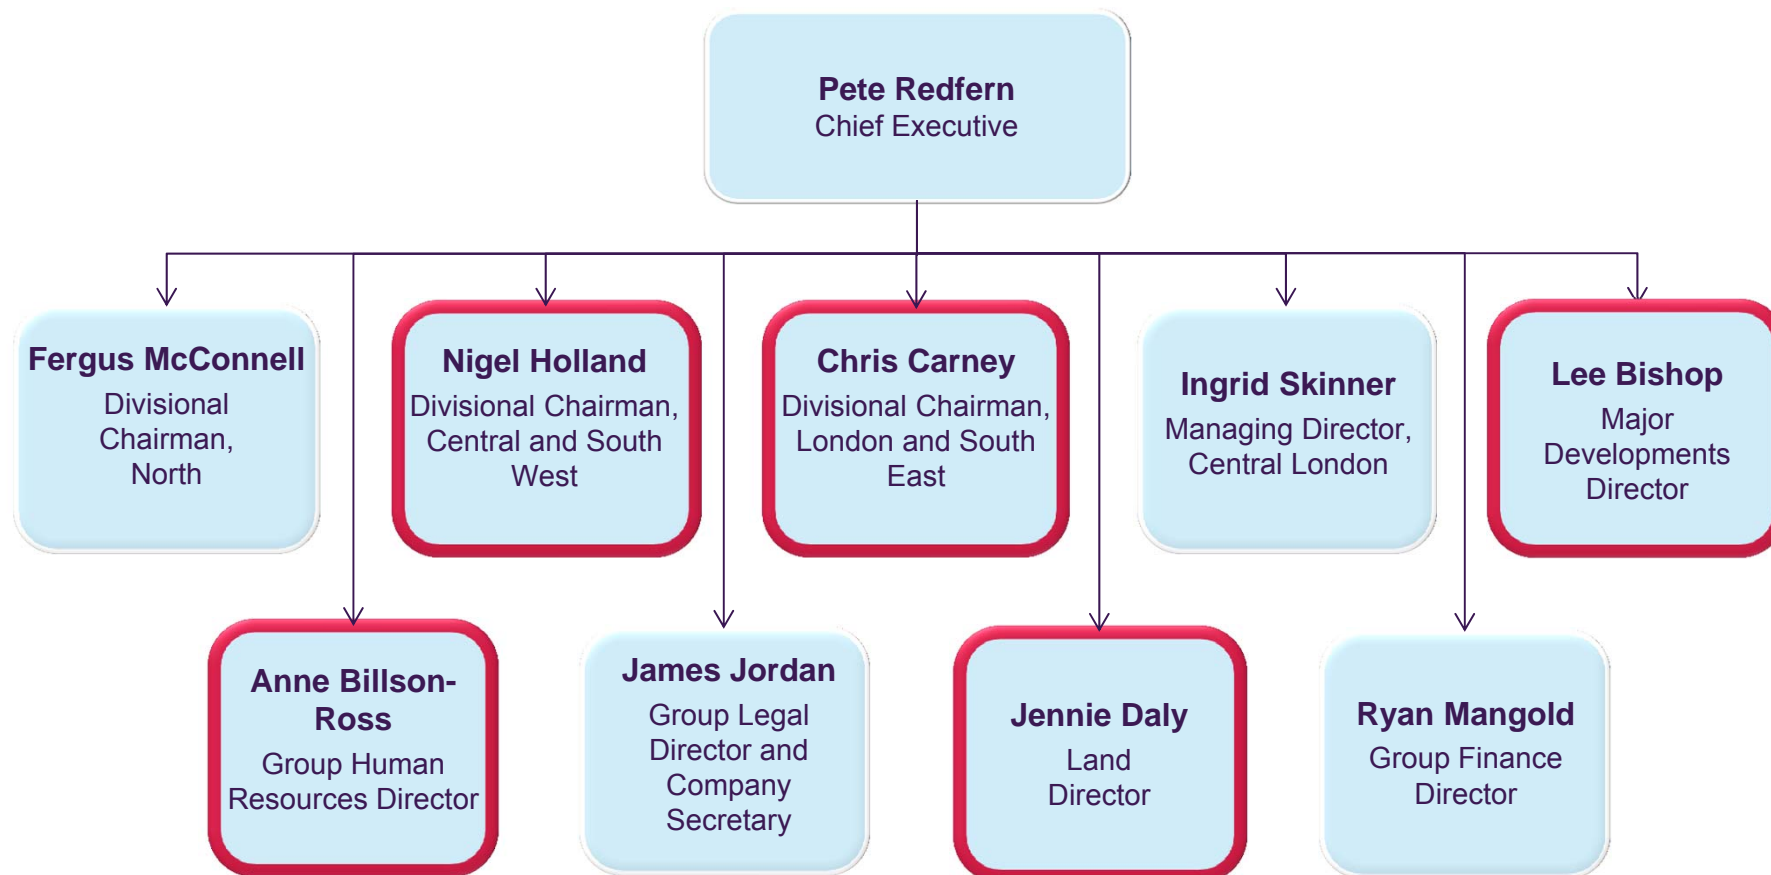 Pete Redfern
Chief Executive
Fergus McConnell
Divisional
Chairman,
North
Nigel Holland
Divisional Chairman,
Central and South
West
Chris Carney
Divisional Chairman,
London and South
East
Ingrid Skinner
Managing Director,
Central London
Lee Bishop
Major
Developments
Director
Anne Billson-
Ross
Group Human
Resources Director
James Jordan
Group Legal
Director and
Company
Secretary
Jennie Daly
Land
Director
Ryan Mangold
Group Finance
Director